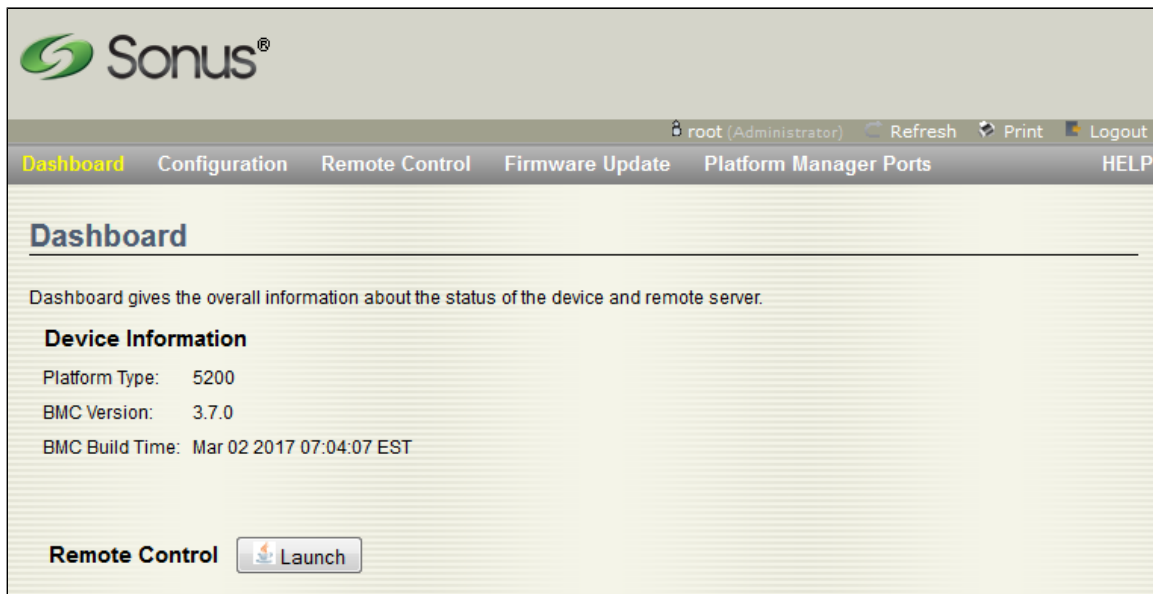 Sonus®
root (Administrator) Refresh Print Logout
Dashboard Configuration Remote Control Firmware Update Platform Manager Ports HELP
Dashboard
Dashboard gives the overall information about the status of the device and remote server.
Device Information
Platform Type: 5200
BMC Version: 3.7.0
BMC Build Time: Mar 02 2017 07:04:07 EST
Remote Control Launch